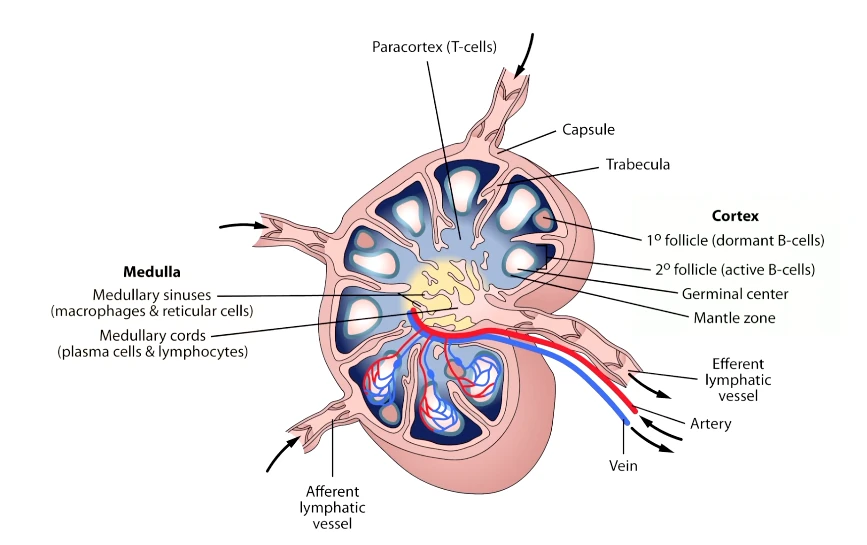 Paracortex (T-cells)
Capsule
Trabecula
Cortex
1º follicle (dormant B-cells)
2º follicle (active B-cells)
Germinal center
Mantle zone
Medulla
Medullary sinuses
(macrophages & reticular cells)
Medullary cords
(plasma cells & lymphocytes)
Efferent
lymphatic
vessel
Artery
Vein
Afferent
lymphatic
vessel